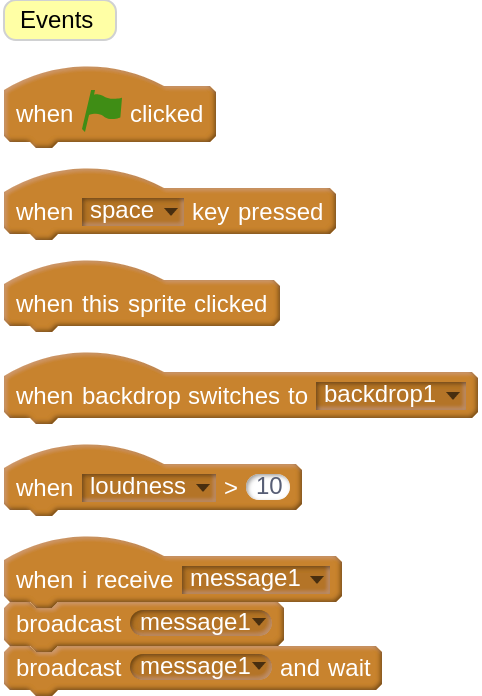 Events
when clicked
when space key pressed
when this sprite clicked
when backdrop switches to backdrop1
when loudness > 10
when i receive message1
broadcast message1
broadcast message1 and wait